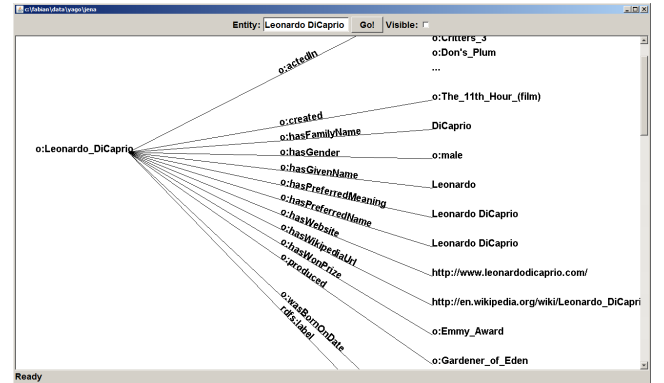 c:\fabian\data\yago\jena
Entity: Leonardo DiCaprio Go! Visible:
o:Critters_3
o:Don's_Plum
...
o:actedIn
o:The_11th_Hour_(film)
o:created
DiCaprio
o:hasFamilyName
o:Leonardo_DiCaprio
o:hasGender
o:male
o:hasGivenName
Leonardo
o:hasPreferredMeaning
Leonardo DiCaprio
o:hasPreferredName
Leonardo DiCaprio
o:hasWebsite
http://www.leonardodicaprio.com/
o:hasWikipediaUrl
http://en.wikipedia.org/wiki/Leonardo_DiCapri
o:hasWonPrize
o:Emmy_Award
o:produced
o:Gardener_of_Eden
o:wasBornOnDate
rdfs:label
Ready